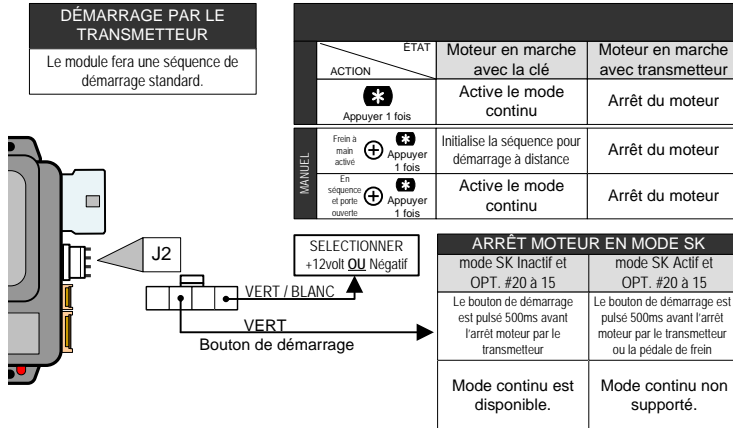 DÉMARRAGE PAR LE
TRANSMETTEUR
Le module fera une séquence de
démarrage standard.
ÉTAT
ACTION
Moteur en marche
avec la clé
Moteur en marche
avec transmetteur
Appuyer 1 fois
Active le mode
continu
Arrêt du moteur
MANUEL
Frein à
main
activé
Appuyer
1 fois
Initialise la séquence pour
démarrage à distance
Arrêt du moteur
En
séquence
et porte
ouverte
Appuyer
1 fois
Active le mode
continu
Arrêt du moteur
J2
SELECTIONNER
+12volt OU Négatif
VERT / BLANC
VERT
Bouton de démarrage
ARRÊT MOTEUR EN MODE SK
mode SK Inactif et
OPT. #20 à 15
mode SK Actif et
OPT. #20 à 15
Le bouton de démarrage
est pulsé 500ms avant
l'arrêt moteur par le
transmetteur
Le bouton de démarrage est
pulsé 500ms avant l'arrêt
moteur par le transmetteur
ou la pédale de frein
Mode continu est
disponible.
Mode continu non
supporté.